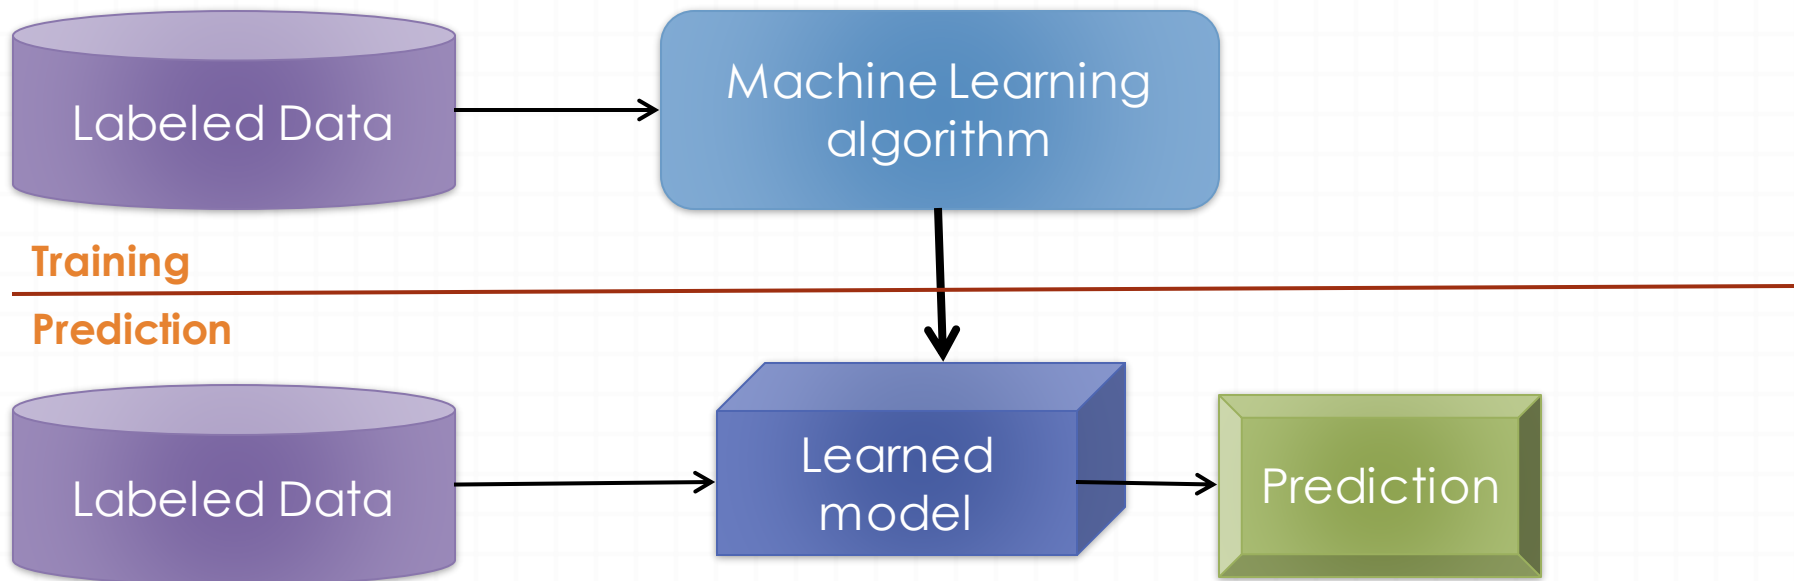 Labeled Data
Machine Learning
algorithm
Training
Prediction
Labeled Data
Learned
model
Prediction